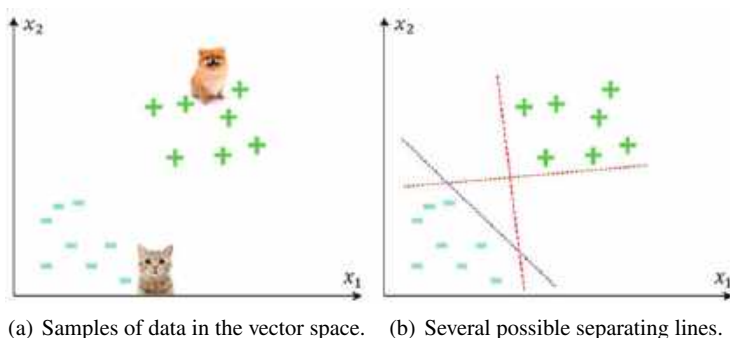 x₂
x₁
x₂
x₁
(a) Samples of data in the vector space.
(b) Several possible separating lines.